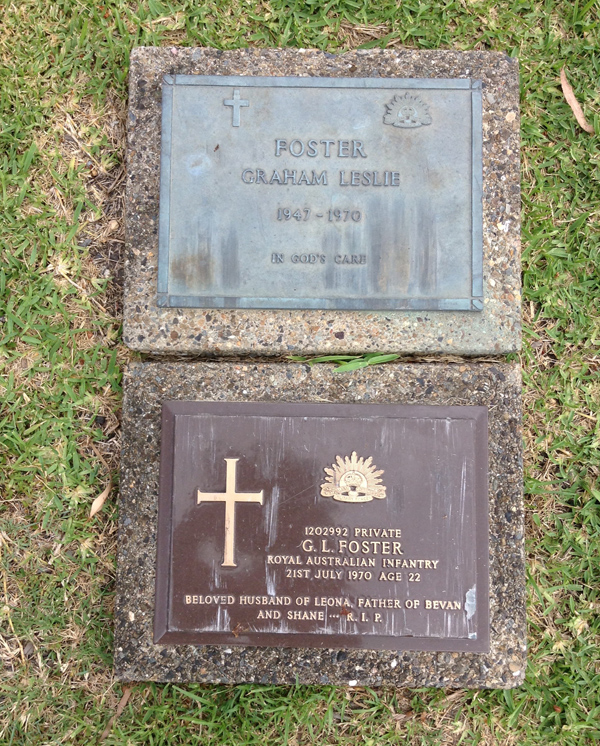 FOSTER
GRAHAM LESLIE
1947 - 1970
IN GOD'S CARE
1202992 PRIVATE
G. L. FOSTER
ROYAL AUSTRALIAN INFANTRY
21ST JULY 1970 AGE 22
BELOVED HUSBAND OF LEONA, FATHER OF BEVAN
AND SHANE ... R. I. P.